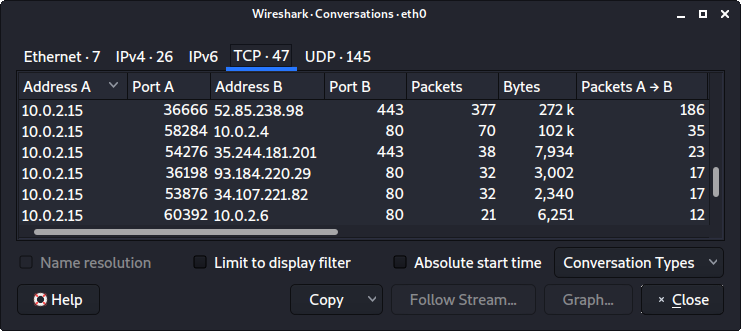 Wireshark · Conversations · eth0
Ethernet · 7 IPv4 · 26 IPv6 TCP · 47 UDP · 145
Address A Port A Address B Port B Packets Bytes Packets A → B
10.0.2.15 36666 52.85.238.98 443 377 272 k 186
10.0.2.15 58284 10.0.2.4 80 70 102 k 35
10.0.2.15 54276 35.244.181.201 443 38 7,934 23
10.0.2.15 36198 93.184.220.29 80 32 3,002 17
10.0.2.15 53876 34.107.221.82 80 32 2,340 17
10.0.2.15 60392 10.0.2.6 80 21 6,251 12
Name resolution Limit to display filter Absolute start time Conversation Types
Help Copy Follow Stream... Graph... Close